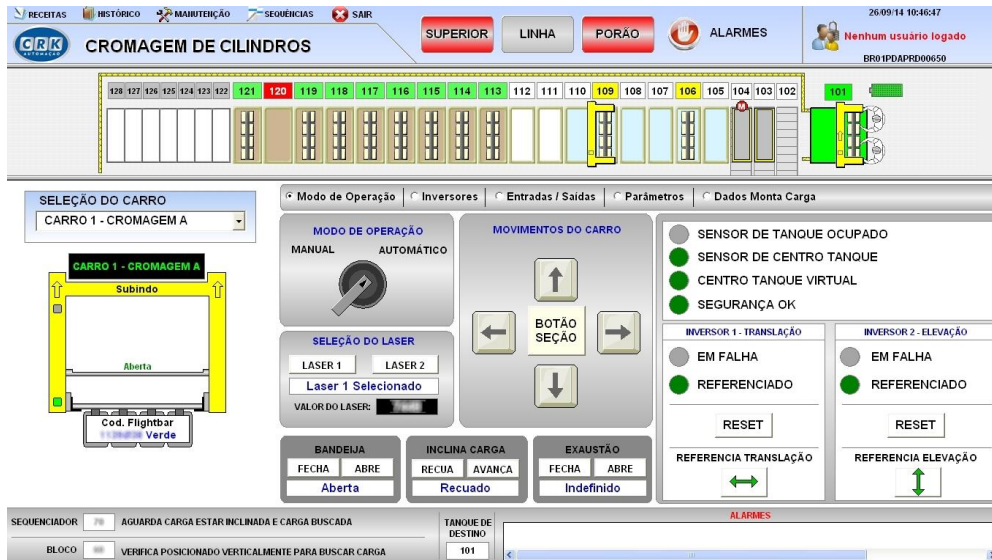 RECEITAS HISTÓRICO MANUTENÇÃO SEQUÊNCIAS SAIR
CRK
AUTOMAÇÃO
CROMAGEM DE CILINDROS
SUPERIOR LINHA PORÃO ALARMES
26/09/14 10:46:47
Nenhum usuário logado
BR01PDAPRD00650
128 127 126 125 124 123 122 121 120 119 118 117 116 115 114 113 112 111 110 109 108 107 106 105 104 103 102 101
M
SELEÇÃO DO CARRO
CARRO 1 - CROMAGEM A
CARRO 1 - CROMAGEM A
Subindo
Aberta
Cod. Flightbar
Verde
Modo de Operação Inversores Entradas / Saídas Parâmetros Dados Monta Carga
MODO DE OPERAÇÃO
MANUAL AUTOMÁTICO
SELEÇÃO DO LASER
LASER 1 LASER 2
Laser 1 Selecionado
VALOR DO LASER:
MOVIMENTOS DO CARRO
BOTÃO
SEÇÃO
BANDEIJA
FECHA ABRE
Aberta
INCLINA CARGA
RECUA AVANÇA
Recuado
EXAUSTÃO
FECHA ABRE
Indefinido
SENSOR DE TANQUE OCUPADO
SENSOR DE CENTRO TANQUE
CENTRO TANQUE VIRTUAL
SEGURANÇA OK
INVERSOR 1 - TRANSLAÇÃO
EM FALHA
REFERENCIADO
RESET
REFERENCIA TRANSLAÇÃO
INVERSOR 2 - ELEVAÇÃO
EM FALHA
REFERENCIADO
RESET
REFERENCIA ELEVAÇÃO
SEQUENCIADOR AGUARDA CARGA ESTAR INCLINADA E CARGA BUSCADA
BLOCO VERIFICA POSICIONADO VERTICALMENTE PARA BUSCAR CARGA
TANQUE DE
DESTINO
101
ALARMES